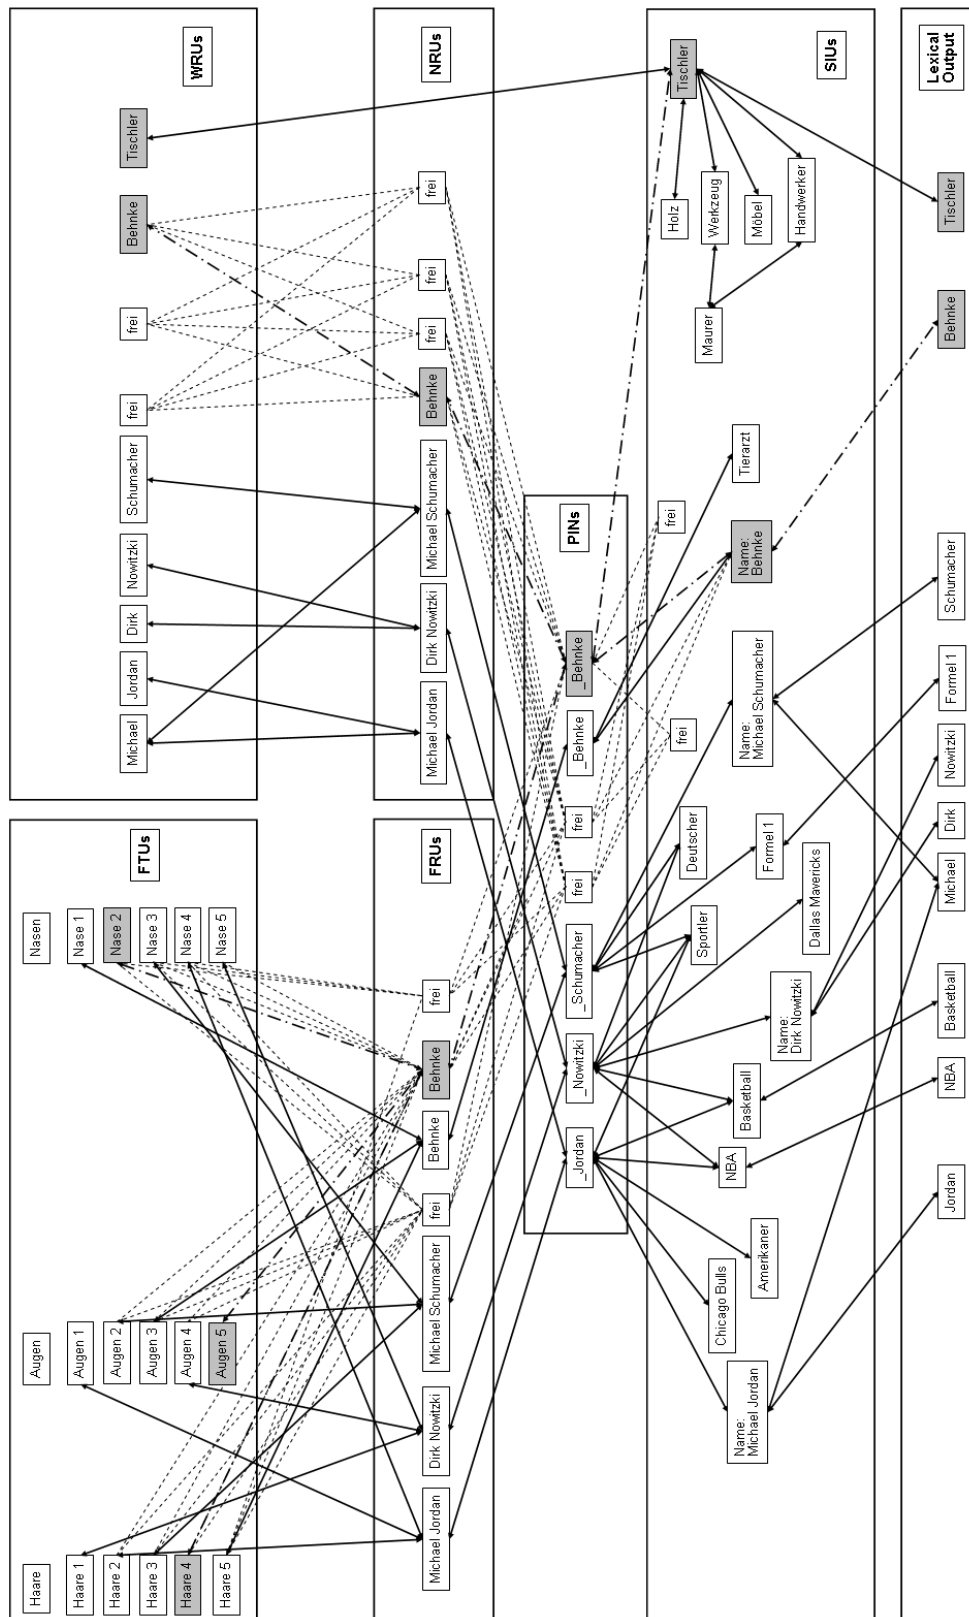 FTUs
Haare
Haare 1
Haare 2
Haare 3
Haare 4
Haare 5
Augen
Augen 1
Augen 2
Augen 3
Augen 4
Augen 5
Nasen
Nase 1
Nase 2
Nase 3
Nase 4
Nase 5
WRUs
Michael
Jordan
Dirk
Nowitzki
Schumacher
frei
frei
Behnke
Tischler
FRUs
Michael Jordan
Dirk Nowitzki
Michael Schumacher
frei
Behnke
Behnke
frei
NRUs
Michael Jordan
Dirk Nowitzki
Michael Schumacher
Behnke
frei
frei
frei
PINs
_Jordan
_Nowitzki
_Schumacher
frei
frei
_Behnke
_Behnke
SIUs
Name:
Michael Jordan
Chicago Bulls
Amerikaner
NBA
Basketball
Name:
Dirk Nowitzki
Sportler
Dallas Mavericks
Deutscher
Formel 1
frei
Name:
Michael Schumacher
frei
Name:
Behnke
Tierarzt
Maurer
Holz
Werkzeug
Möbel
Handwerker
Tischler
Lexical
Output
Jordan
NBA
Basketball
Michael
Dirk
Nowitzki
Formel 1
Schumacher
Behnke
Tischler